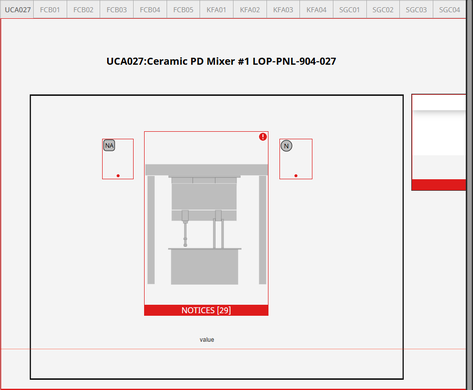 UCA027 FCB01 FCB02 FCB03 FCB04 FCB05 KFA01 KFA02 KFA03 KFA04 SGC01 SGC02 SGC03 SGC04
UCA027:Ceramic PD Mixer #1 LOP-PNL-904-027
NA
!
N
NOTICES [29]
value